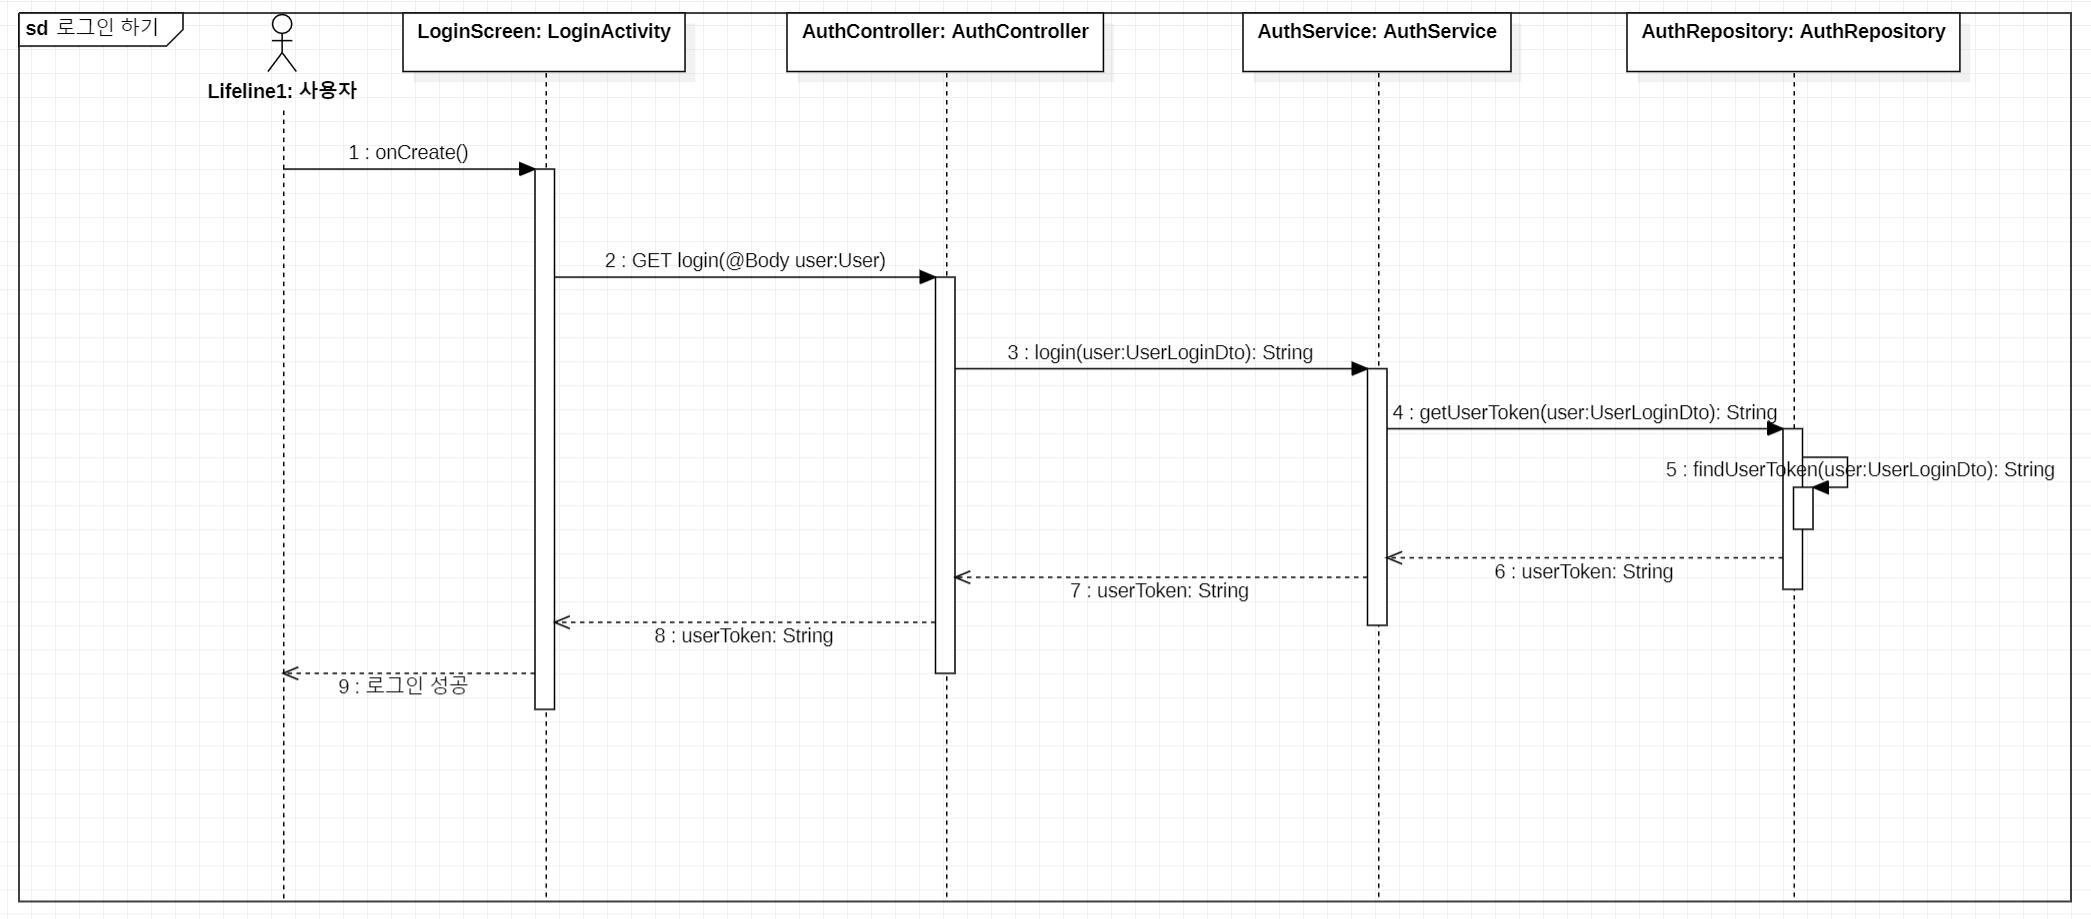 sd 로그인 하기
Lifeline1: 사용자
LoginScreen: LoginActivity
AuthController: AuthController
AuthService: AuthService
AuthRepository: AuthRepository
1 : onCreate()
2 : GET login(@Body user:User)
3 : login(user:UserLoginDto): String
4 : getUserToken(user:UserLoginDto): String
5 : findUserToken(user:UserLoginDto): String
6 : userToken: String
7 : userToken: String
8 : userToken: String
9 : 로그인 성공